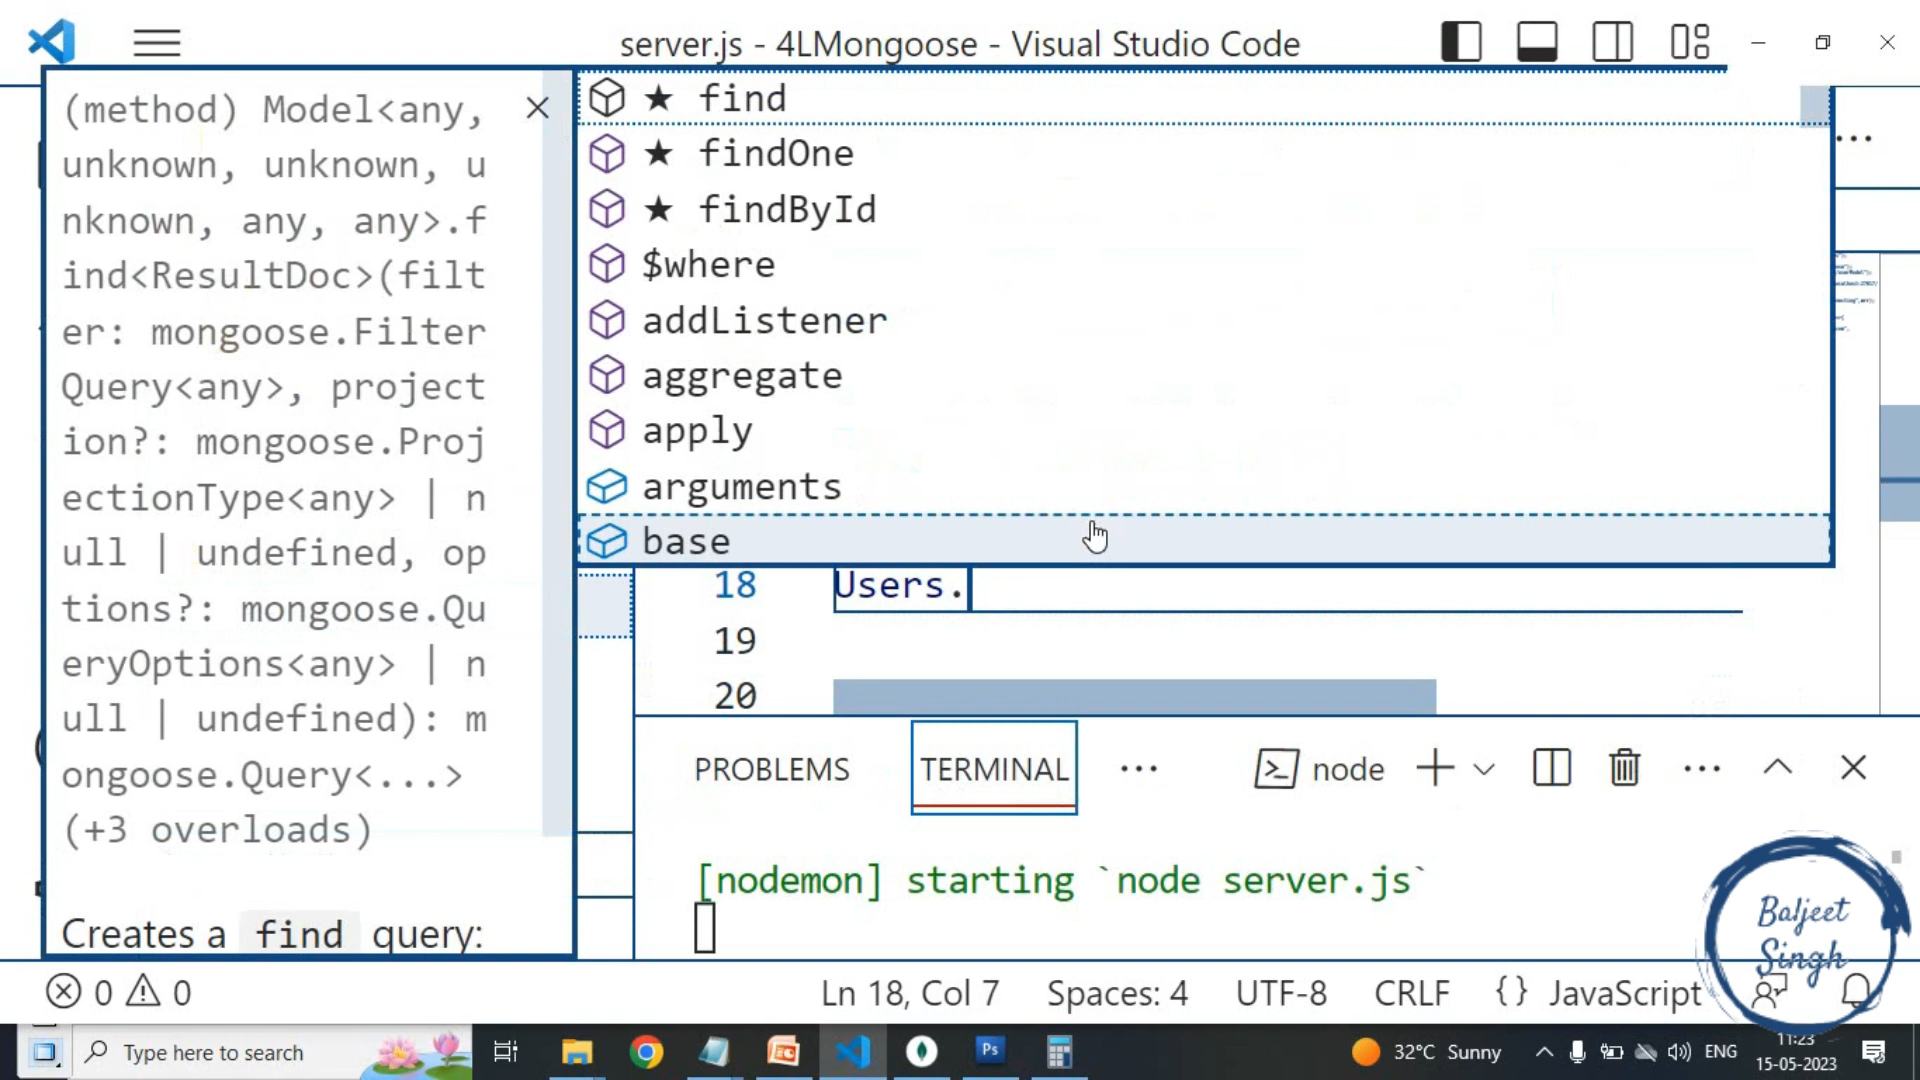 server.js - 4LMongoose - Visual Studio Code
(method) Model<any,
unknown, unknown, u
nknown, any, any>.f
ind<ResultDoc>(filt
er: mongoose.Filter
Query<any>, project
ion?: mongoose.Proj
ectionType<any> | n
ull | undefined, op
tions?: mongoose.Qu
eryOptions<any> | n
ull | undefined): m
ongoose.Query<...>
(+3 overloads)
Creates a find query:
★ find
★ findOne
★ findById
$where
addListener
aggregate
apply
arguments
base
18 Users.
19
20
PROBLEMS TERMINAL ··· node
[nodemon] starting `node server.js`
Baljeet
Singh
0 0 Ln 18, Col 7 Spaces: 4 UTF-8 CRLF {} JavaScript
Type here to search Ps 32°C Sunny ENG
11:23
15-05-2023